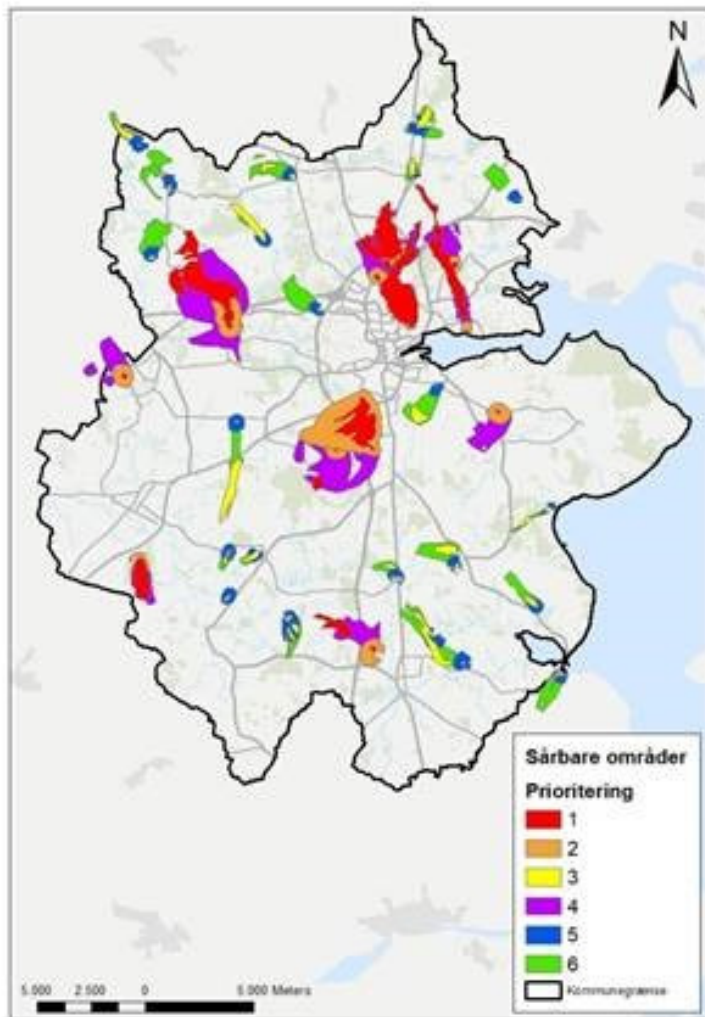 N
Sårbare områder
Prioritering
1
2
3
4
5
6
Kommunegrænse
5.000 2.500 0 5.000 Meters